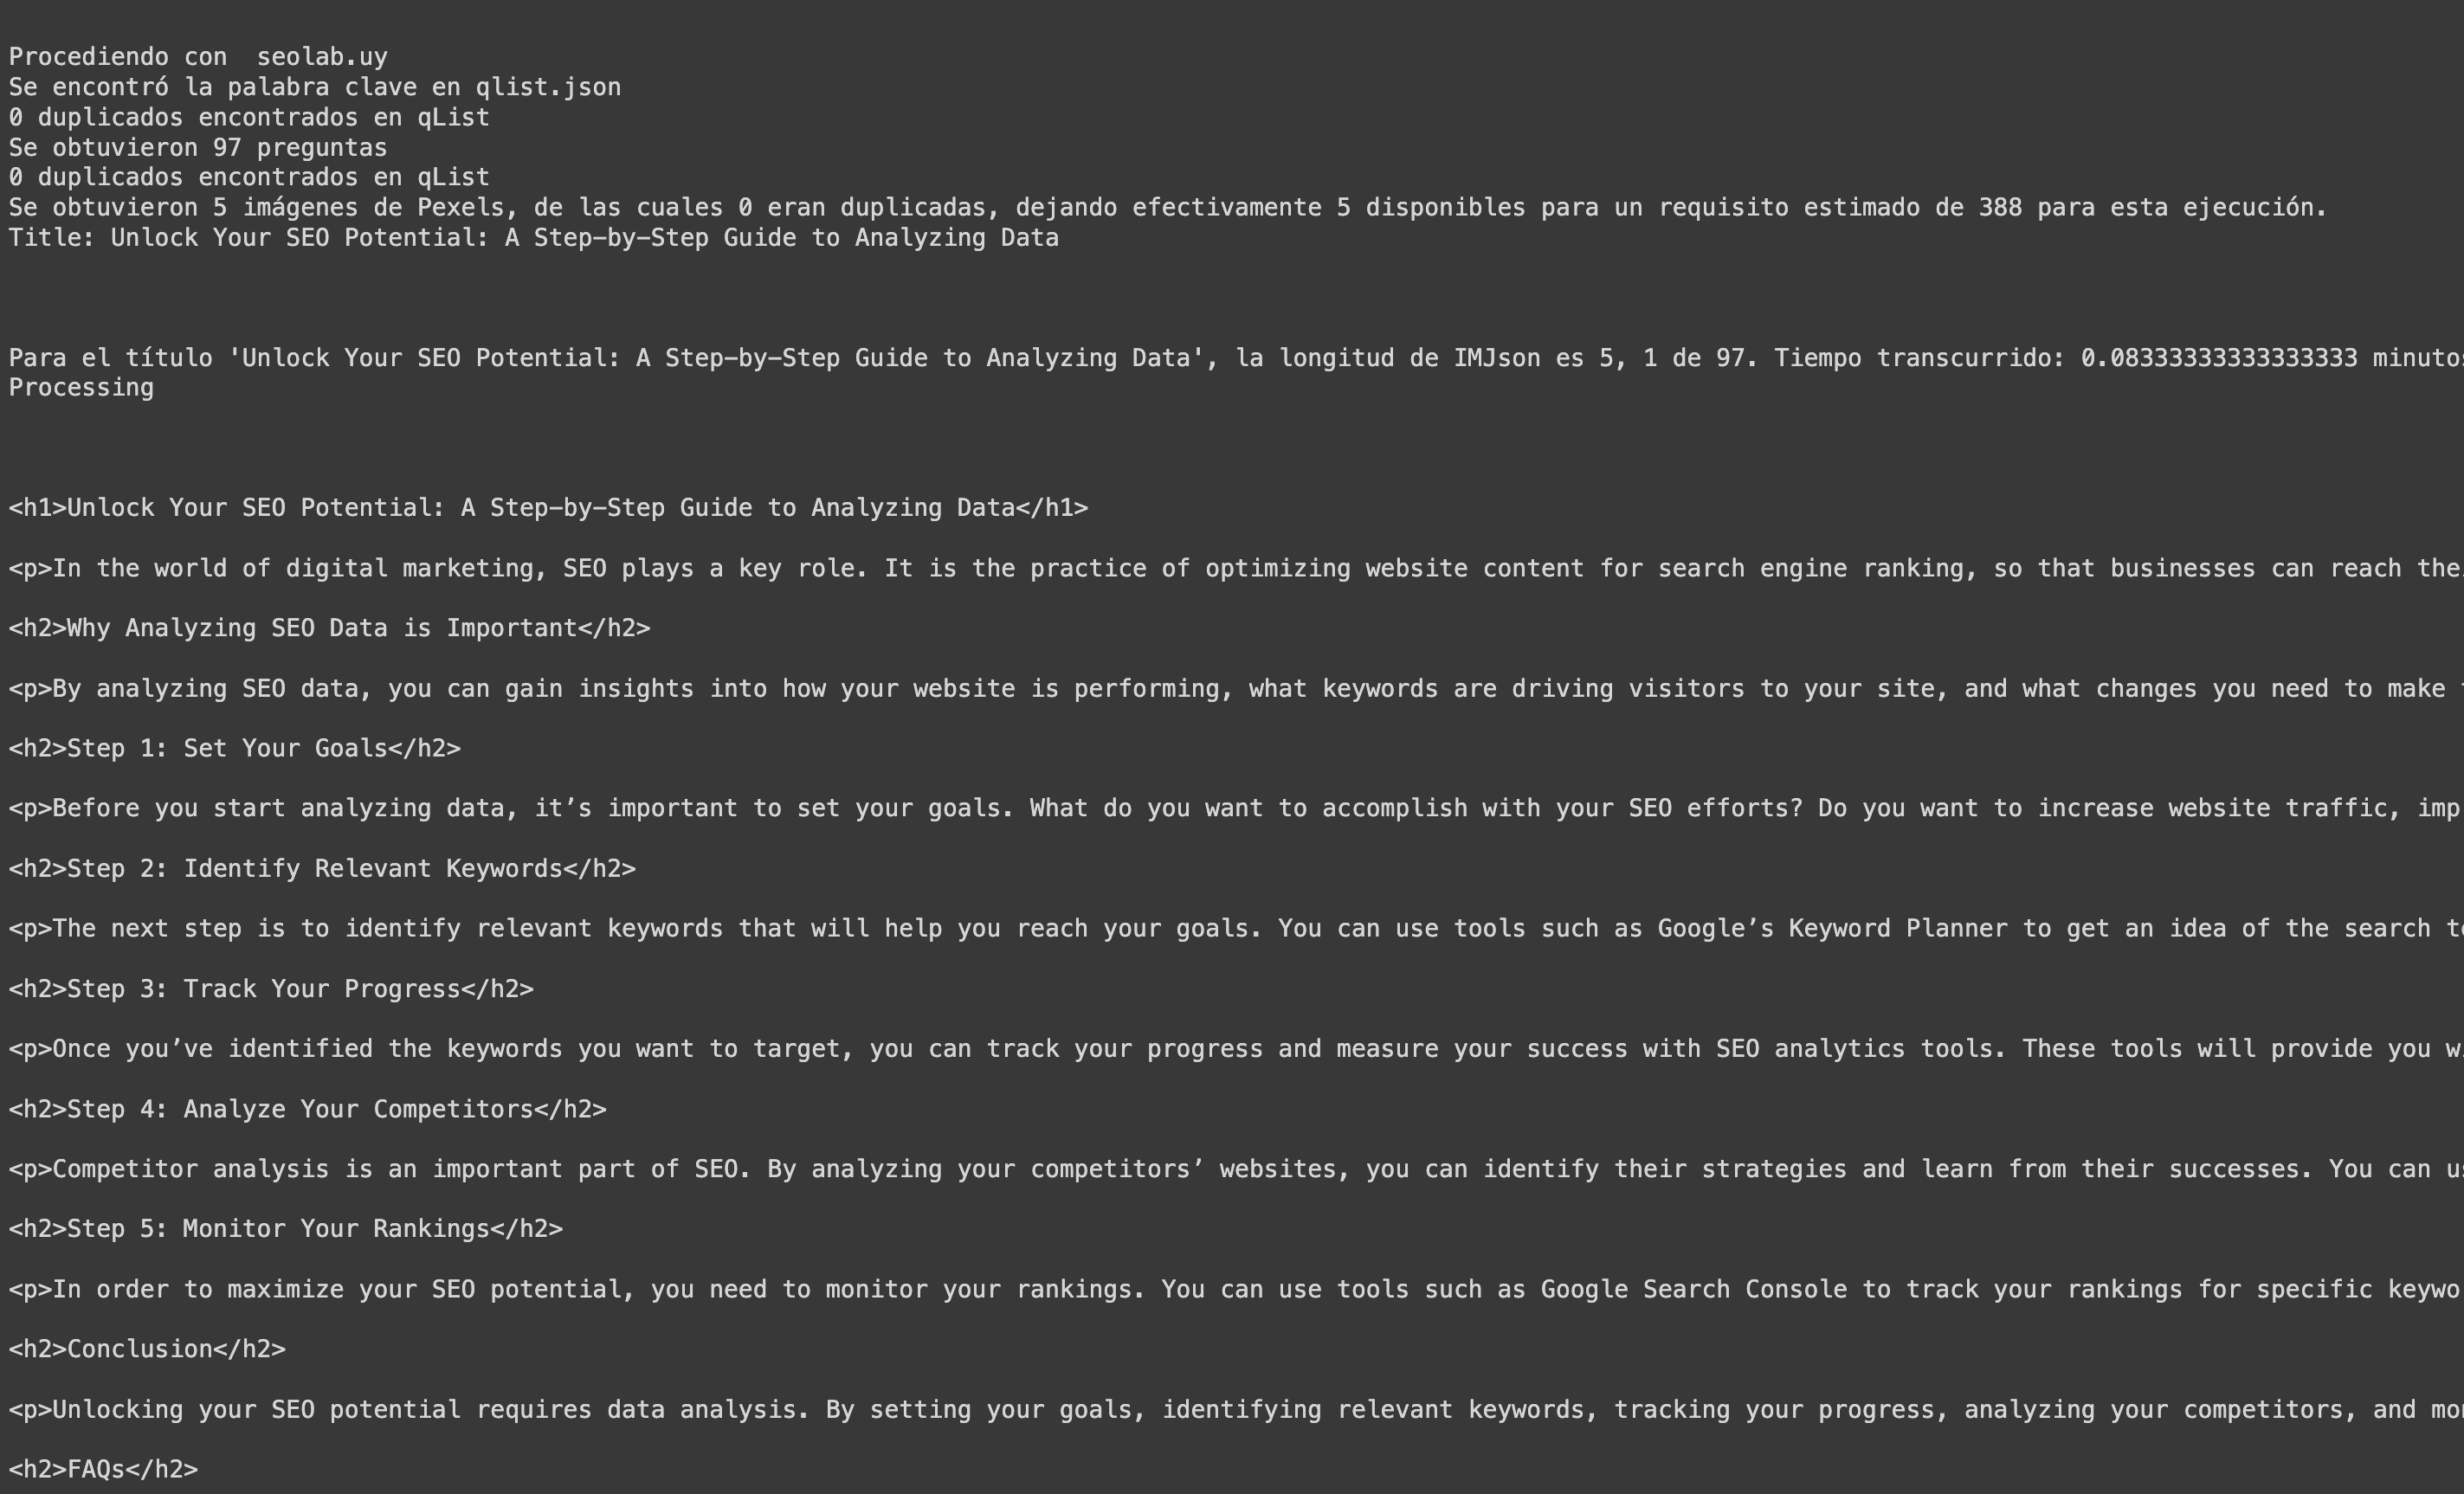 Procediendo con  seolab.uy
Se encontró la palabra clave en qlist.json
0 duplicados encontrados en qList
Se obtuvieron 97 preguntas
0 duplicados encontrados en qList
Se obtuvieron 5 imágenes de Pexels, de las cuales 0 eran duplicadas, dejando efectivamente 5 disponibles para un requisito estimado de 388 para esta ejecución.
Title: Unlock Your SEO Potential: A Step-by-Step Guide to Analyzing Data
Para el título 'Unlock Your SEO Potential: A Step-by-Step Guide to Analyzing Data', la longitud de IMJson es 5, 1 de 97. Tiempo transcurrido: 0.08333333333333333 minutos
Processing
<h1>Unlock Your SEO Potential: A Step-by-Step Guide to Analyzing Data</h1>
<p>In the world of digital marketing, SEO plays a key role. It is the practice of optimizing website content for search engine ranking, so that businesses can reach
<h2>Why Analyzing SEO Data is Important</h2>
<p>By analyzing SEO data, you can gain insights into how your website is performing, what keywords are driving visitors to your site, and what changes you need to make
<h2>Step 1: Set Your Goals</h2>
<p>Before you start analyzing data, it’s important to set your goals. What do you want to accomplish with your SEO efforts? Do you want to increase website traffic, imp
<h2>Step 2: Identify Relevant Keywords</h2>
<p>The next step is to identify relevant keywords that will help you reach your goals. You can use tools such as Google’s Keyword Planner to get an idea of the search
<h2>Step 3: Track Your Progress</h2>
<p>Once you’ve identified the keywords you want to target, you can track your progress and measure your success with SEO analytics tools. These tools will provide you
<h2>Step 4: Analyze Your Competitors</h2>
<p>Competitor analysis is an important part of SEO. By analyzing your competitors’ websites, you can identify their strategies and learn from their successes. You can
<h2>Step 5: Monitor Your Rankings</h2>
<p>In order to maximize your SEO potential, you need to monitor your rankings. You can use tools such as Google Search Console to track your rankings for specific keywo
<h2>Conclusion</h2>
<p>Unlocking your SEO potential requires data analysis. By setting your goals, identifying relevant keywords, tracking your progress, analyzing your competitors, and
<h2>FAQs</h2>